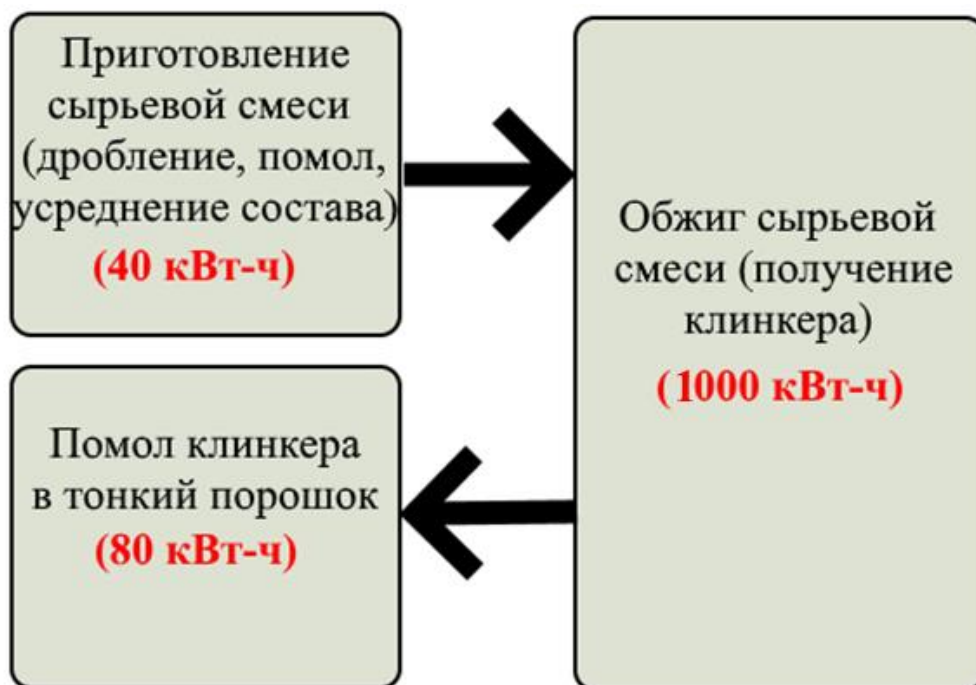 Приготовление
сырьевой смеси
(дробление, помол,
усреднение состава)
(40 кВт-ч)
Обжиг сырьевой
смеси (получение
клинкера)
(1000 кВт-ч)
Помол клинкера
в тонкий порошок
(80 кВт-ч)